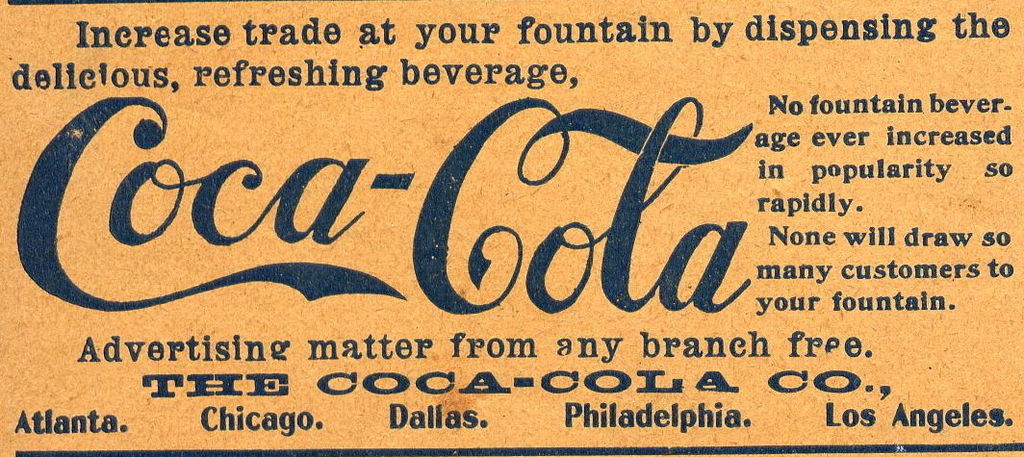 Increase trade at your fountain by dispensing the
delicious, refreshing beverage,
Coca-Cola
No fountain bever-
age ever increased
in popularity so
rapidly.
None will draw so
many customers to
your fountain.
Advertising matter from any branch free.
THE COCA-COLA CO.,
Atlanta. Chicago. Dallas. Philadelphia. Los Angeles.